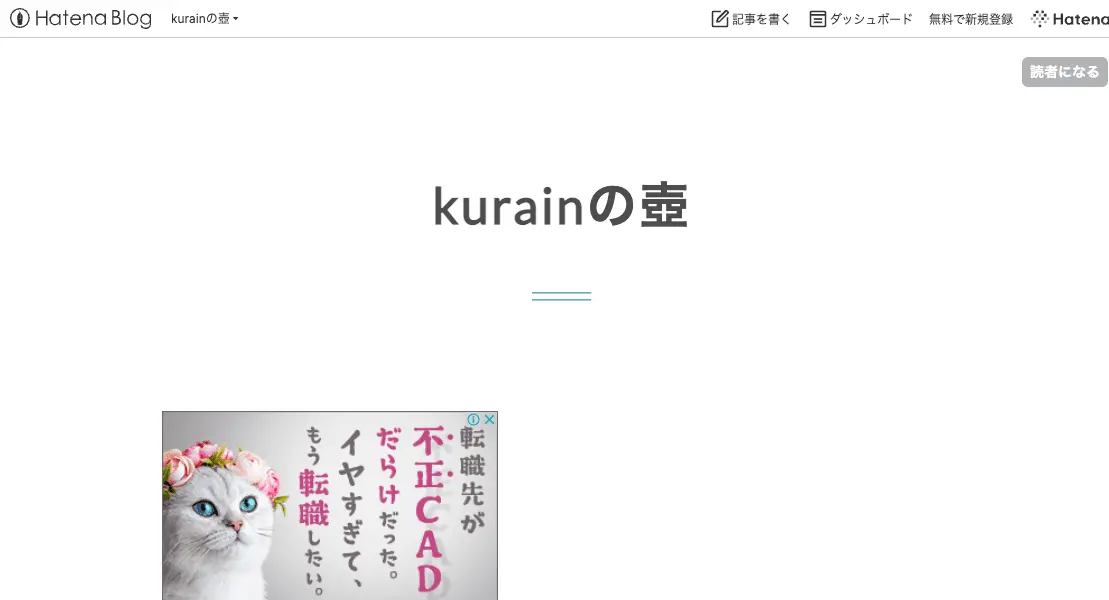 Hatena Blog
kurainの壺
記事を書く
ダッシュボード
無料で新規登録
Hatena
読者になる
kurainの壺
転職先が
不正CAD
だらけだった。
イヤすぎて、
もう転職したい。